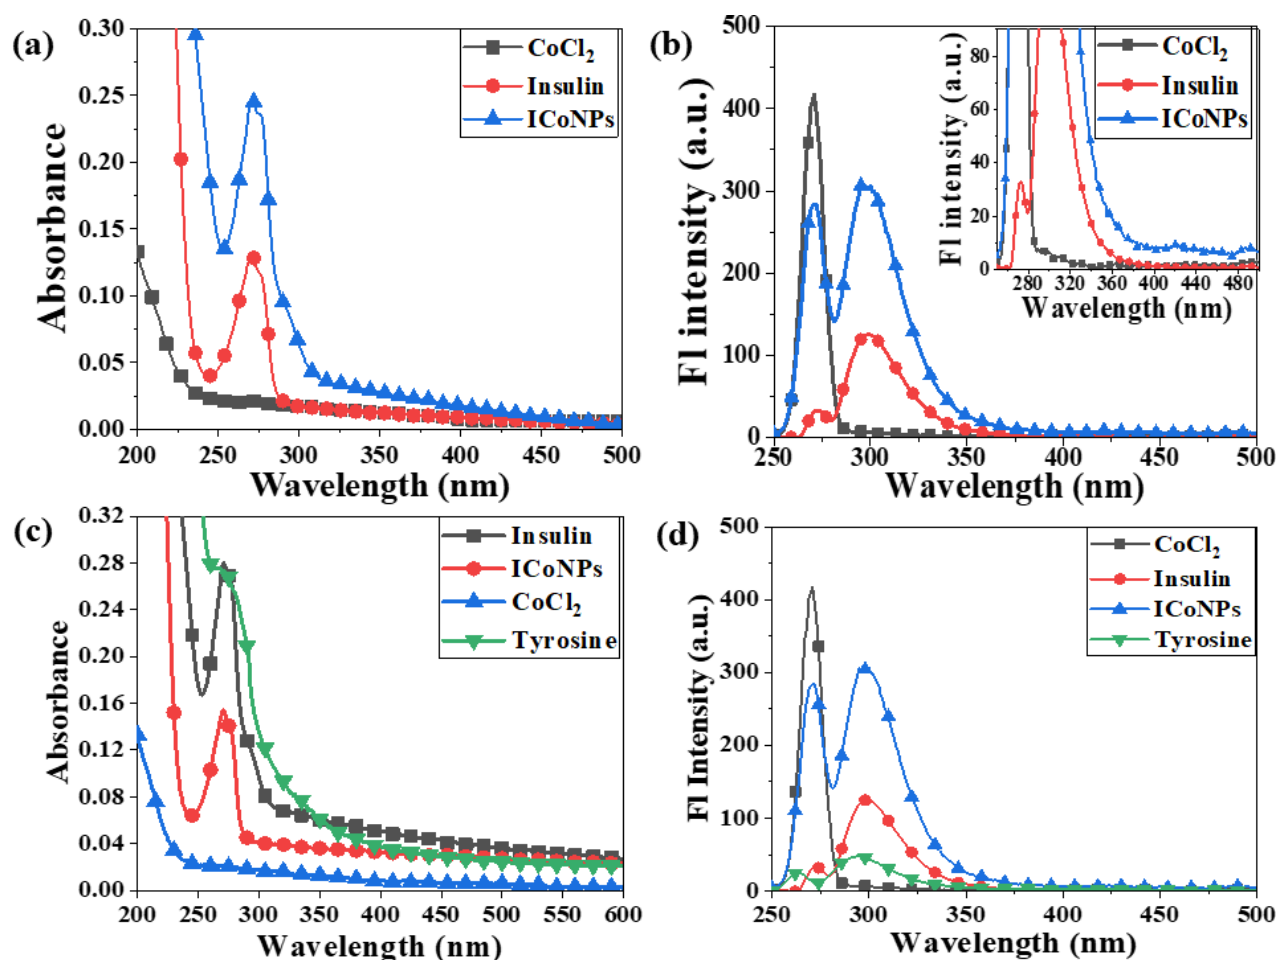 (a)
0.30
0.25
0.20
0.15
0.10
0.05
0.00
Absorbance
200 250 300 350 400 450 500
Wavelength (nm)
CoCl₂
Insulin
ICoNPs
(b)
500
400
300
200
100
0
Fl intensity (a.u.)
250 300 350 400 450 500
Wavelength (nm)
80
60
40
20
0
Fl intensity (a.u.)
280 320 360 400 440 480
Wavelength (nm)
CoCl₂
Insulin
ICoNPs
(c)
0.32
0.28
0.24
0.20
0.16
0.12
0.08
0.04
0.00
Absorbance
200 250 300 350 400 450 500 550 600
Wavelength (nm)
Insulin
ICoNPs
CoCl₂
Tyrosine
(d)
500
400
300
200
100
0
Fl Intensity (a.u.)
250 300 350 400 450 500
Wavelength (nm)
CoCl₂
Insulin
ICoNPs
Tyrosine